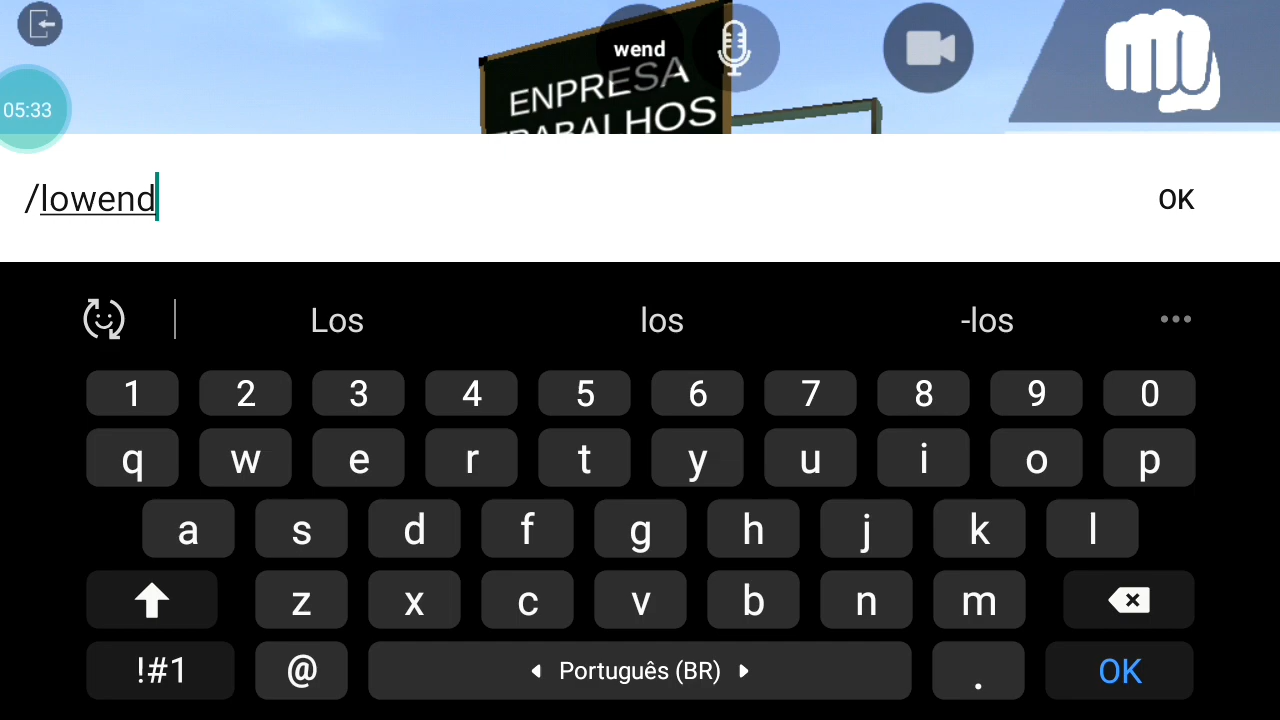 wend
ENPRESA
TRABALHOS
05:33
/lowend
OK
Los los -los
1 2 3 4 5 6 7 8 9 0
q w e r t y u i o p
a s d f g h j k l
z x c v b n m
!#1 @ Português (BR) . OK